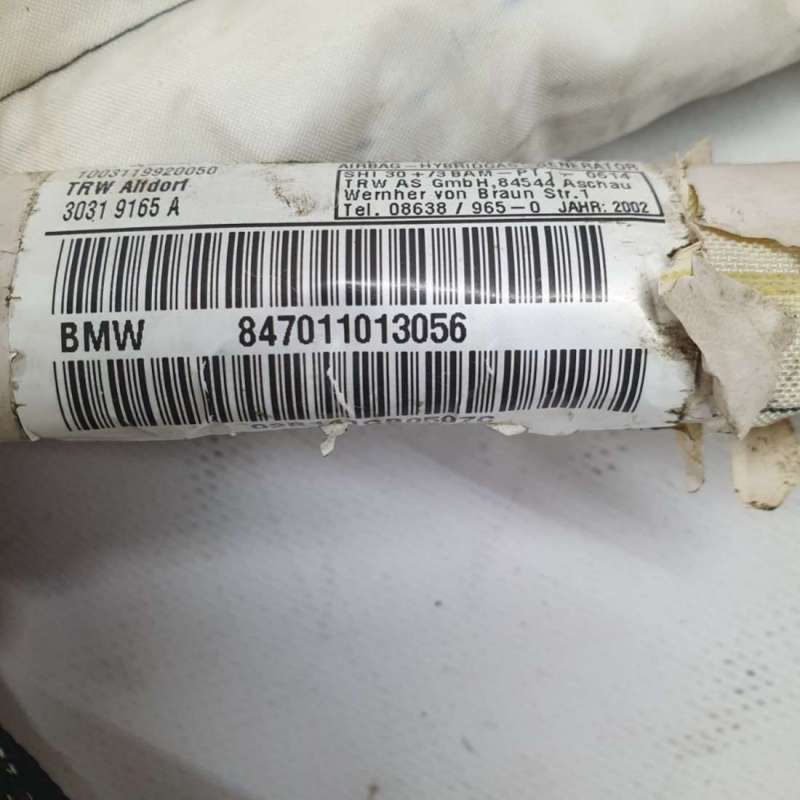 1003119920050
TRW Alfdorf
3031 9165 A
AIRBAG-HYBRIDGAS-GENERATOR
SHI 30+/3 BAM-PT1- 0614
TRW AS GmbH, 84544 Aschau
Wernher von Braun Str.1
Tel. 08638 / 965-0 JAHR: 2002
BMW 847011013056